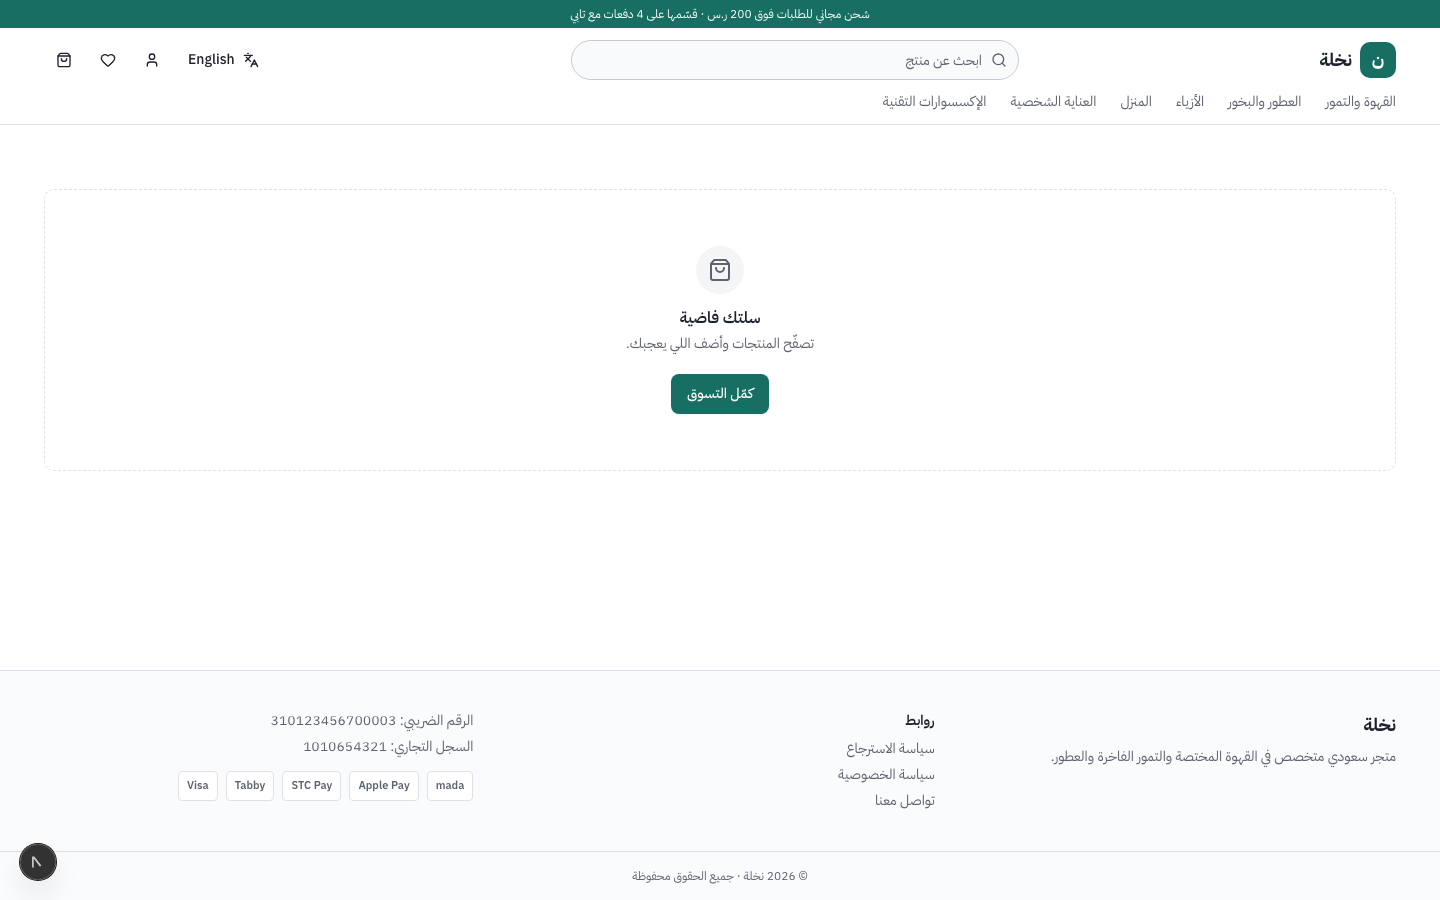 شحن مجاني للطلبات فوق 200 ر.س · قسّمها على 4 دفعات مع تابي
ن نخلة
ابحث عن منتج
English
القهوة والتمور
العطور والبخور
الأزياء
المنزل
العناية الشخصية
الإكسسوارات التقنية
سلتك فاضية
تصفّح المنتجات وأضف اللي يعجبك.
كمّل التسوق
نخلة
متجر سعودي متخصص في القهوة المختصة والتمور الفاخرة والعطور.
روابط
سياسة الاسترجاع
سياسة الخصوصية
تواصل معنا
الرقم الضريبي: 310123456700003
السجل التجاري: 1010654321
mada
Apple Pay
STC Pay
Tabby
Visa
© 2026 نخلة · جميع الحقوق محفوظة